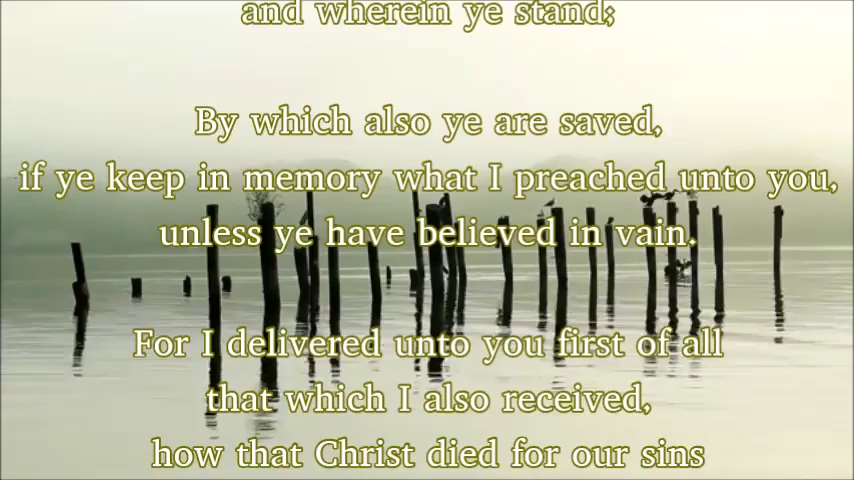 and wherein ye stand;
By which also ye are saved,
if ye keep in memory what I preached unto you,
unless ye have believed in vain.
For I delivered unto you first of all
that which I also received,
how that Christ died for our sins